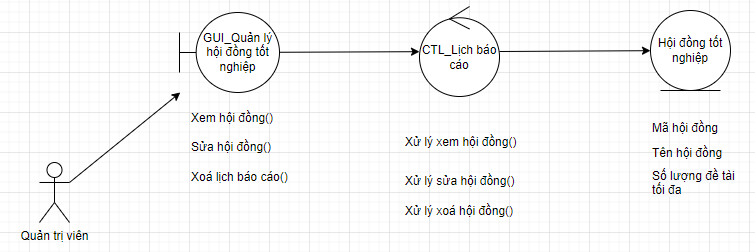 GUI_Quản lý
hội đồng tốt
nghiệp
CTL_Lịch báo
cáo
Hội đồng tốt
nghiệp
Xem hội đồng()
Sửa hội đồng()
Xoá lịch báo cáo()
Xử lý xem hội đồng()
Xử lý sửa hội đồng()
Xử lý xoá hội đồng()
Mã hội đồng
Tên hội đồng
Số lượng đề tài
tối đa
Quản trị viên